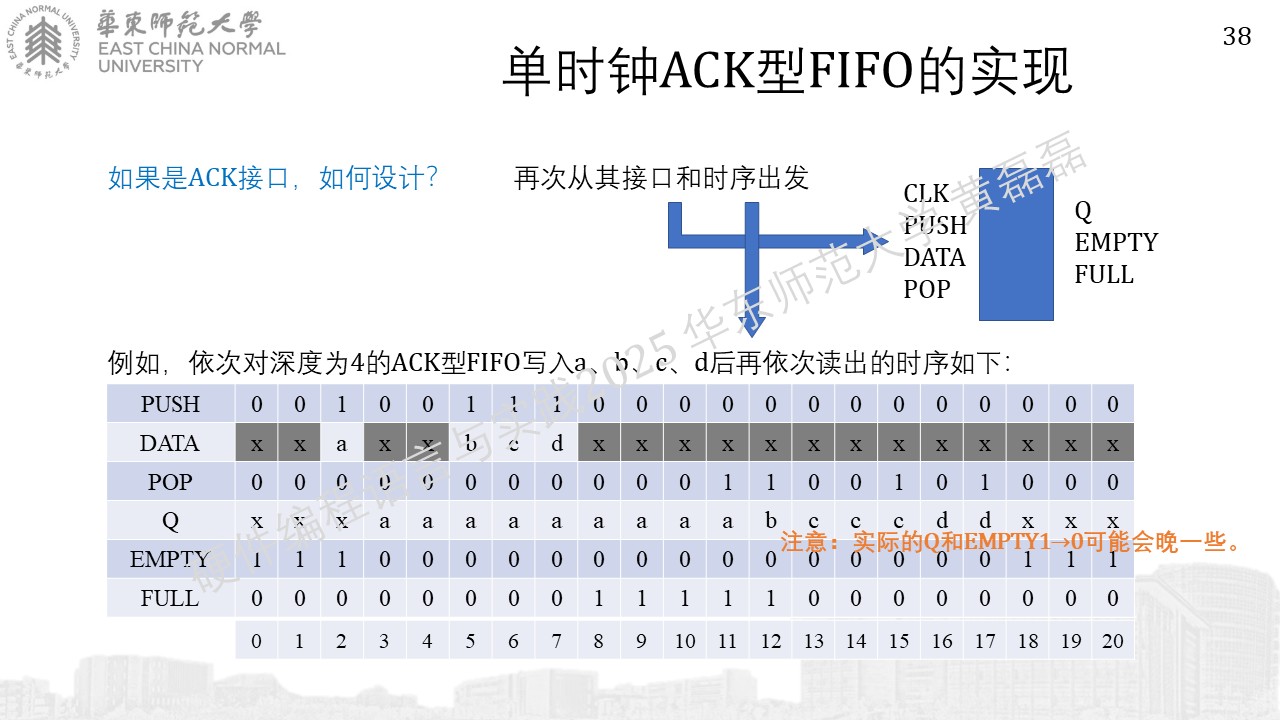 華東師範大學
EAST CHINA NORMAL
UNIVERSITY
EAST CHINA NORMAL UNIVERSITY
華東師範大學
38
单时钟ACK型FIFO的实现
如果是ACK接口，如何设计？
再次从其接口和时序出发
CLK
PUSH
DATA
POP
Q
EMPTY
FULL
例如，依次对深度为4的ACK型FIFO写入a、b、c、d后再依次读出的时序如下：
PUSH 0 0 1 0 0 1 1 1 0 0 0 0 0 0 0 0 0 0 0 0 0
DATA x x a x x b c d x x x x x x x x x x x x x
POP 0 0 0 0 0 0 0 0 0 0 0 1 1 0 0 1 0 1 0 0 0
Q x x x a a a a a a a a a b c c c d d x x x
注意：实际的Q和EMPTY1→0可能会晚一些。
EMPTY 1 1 1 0 0 0 0 0 0 0 0 0 0 0 0 0 0 0 1 1 1
FULL 0 0 0 0 0 0 0 0 1 1 1 1 1 0 0 0 0 0 0 0 0
0 1 2 3 4 5 6 7 8 9 10 11 12 13 14 15 16 17 18 19 20
硬件编程语言与实践2025 华东师范大学 黄磊磊